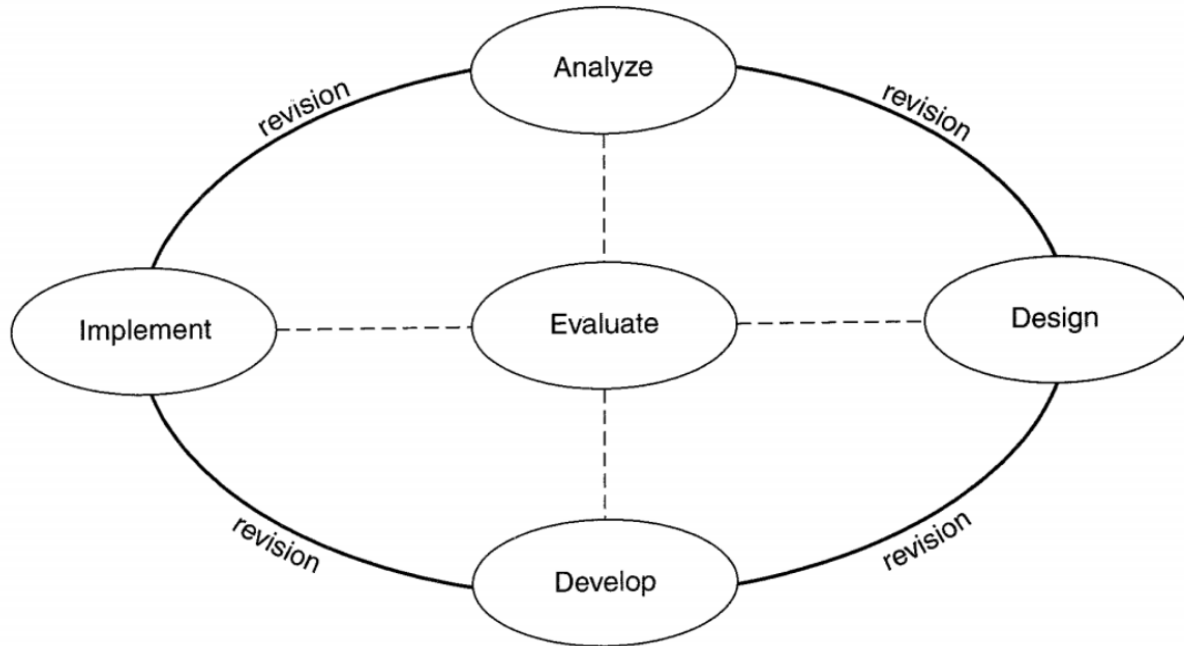 Analyze
revision
revision
Implement
Evaluate
Design
revision
revision
Develop